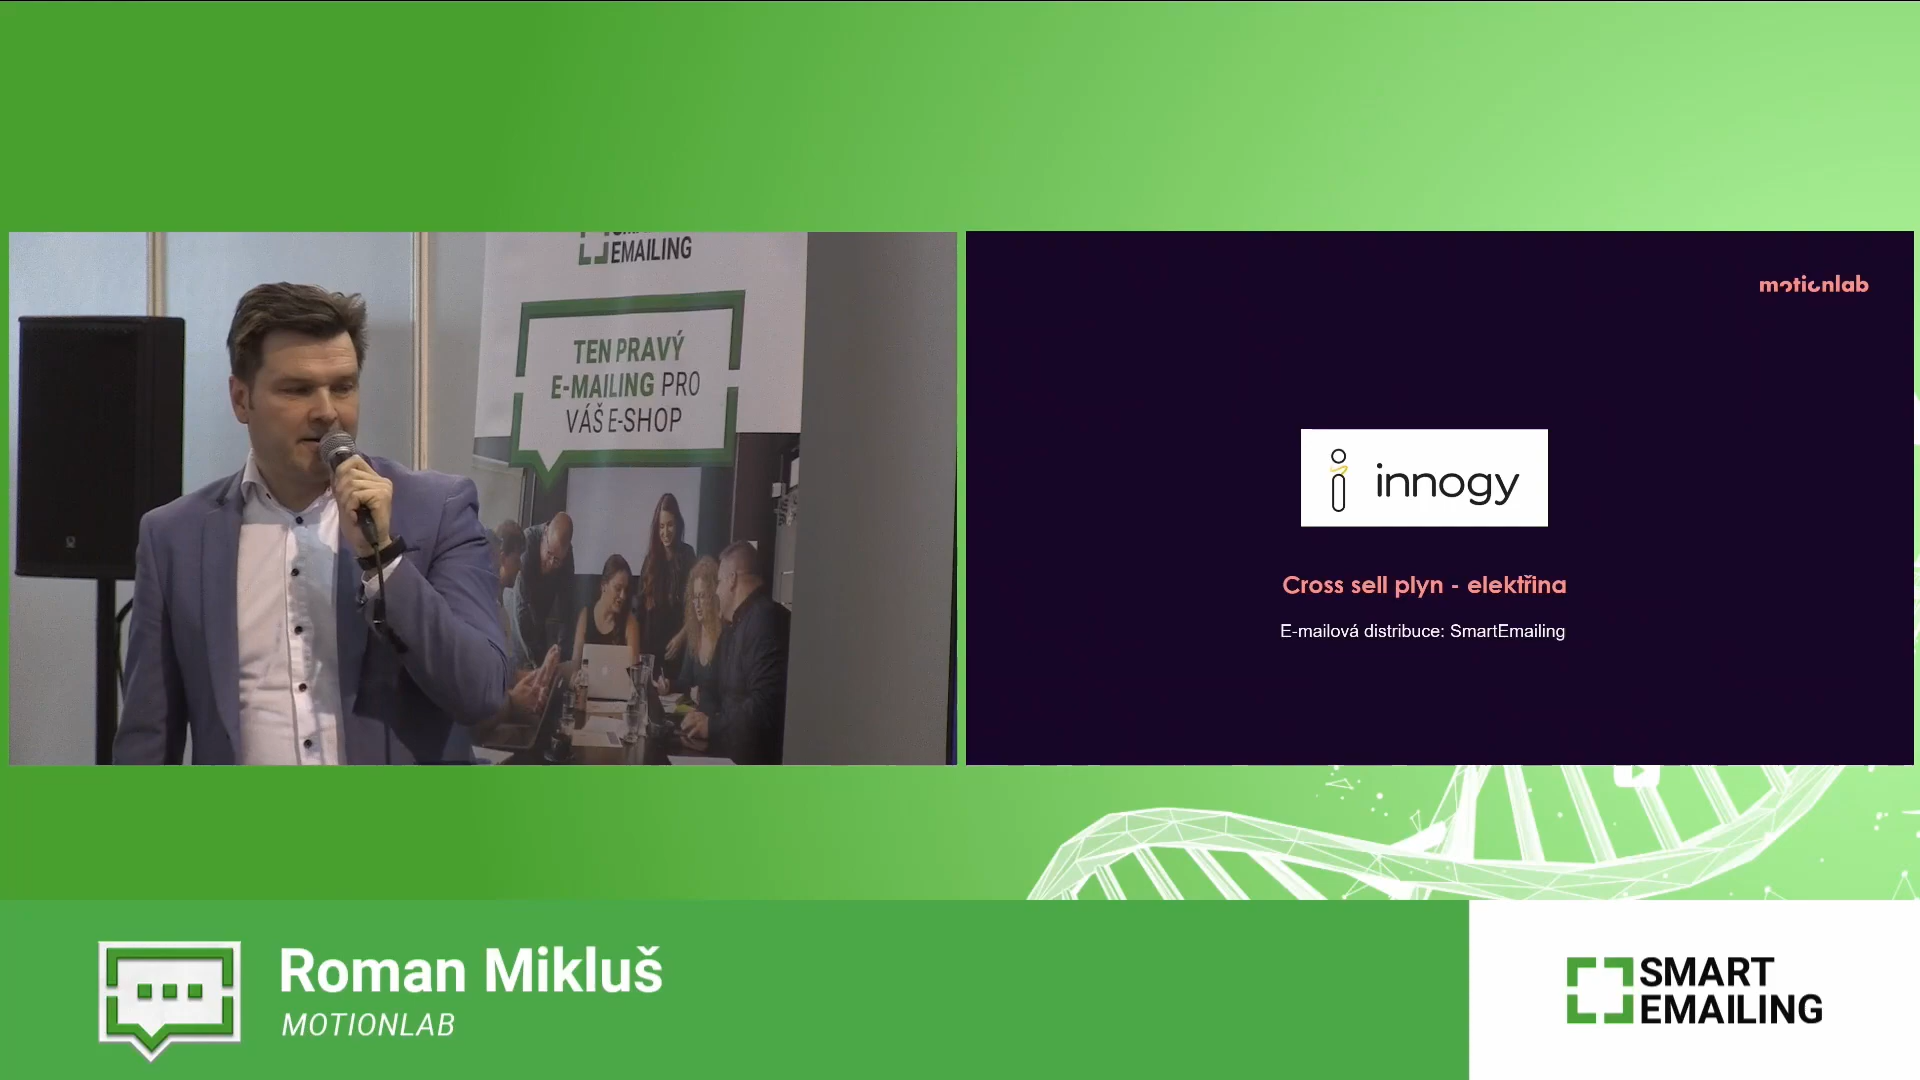 EMAILING
TEN PRAVÝ
E-MAILING PRO
VÁŠ E-SHOP
motionlab
innogy
Cross sell plyn - elektřina
E-mailová distribuce: SmartEmailing
Roman Mikluš
MOTIONLAB
SMART
EMAILING